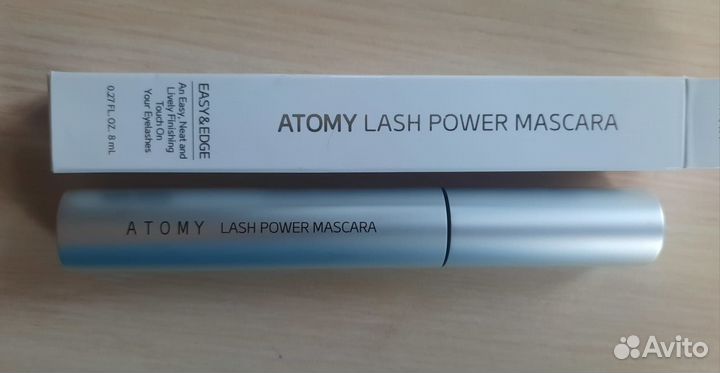 EASY&EDGE
An Easy, Neat and
Lively Finishing
Touch On
Your Eyelashes
0.27 FL. OZ. 8 mL
ATOMY LASH POWER MASCARA
ATOMY LASH POWER MASCARA
Avito